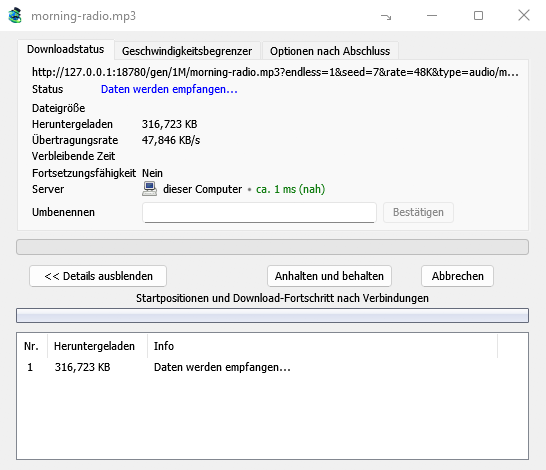 morning-radio.mp3
Downloadstatus Geschwindigkeitsbegrenzer Optionen nach Abschluss
http://127.0.0.1:18780/gen/1M/morning-radio.mp3?endless=1&seed=7&rate=48K&type=audio/m...
Status Daten werden empfangen...
Dateigröße
Heruntergeladen 316,723 KB
Übertragungsrate 47,846 KB/s
Verbleibende Zeit
Fortsetzungsfähigkeit Nein
Server dieser Computer • ca. 1 ms (nah)
Umbenennen Bestätigen
<< Details ausblenden Anhalten und behalten Abbrechen
Startpositionen und Download-Fortschritt nach Verbindungen
Nr. Heruntergeladen Info
1 316,723 KB Daten werden empfangen...